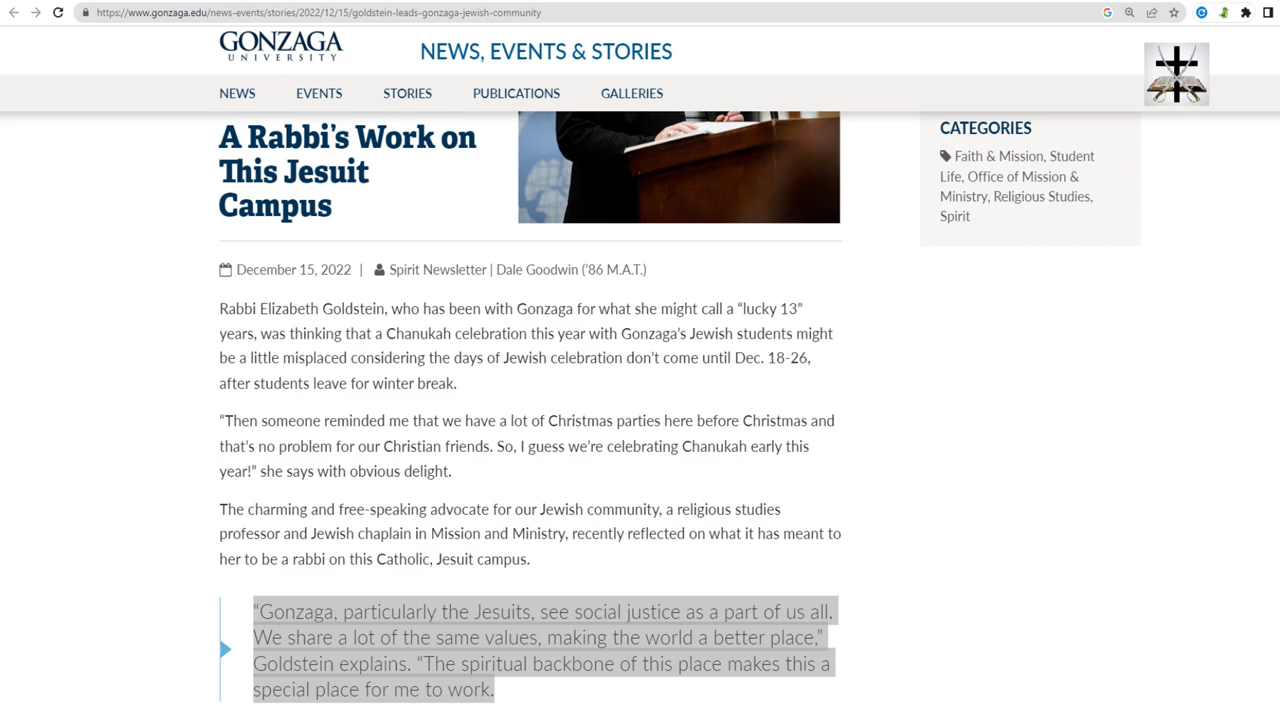 https://www.gonzaga.edu/news-events/stories/2022/12/15/goldstein-leads-gonzaga-jewish-community
GONZAGA
UNIVERSITY
NEWS, EVENTS & STORIES
NEWS EVENTS STORIES PUBLICATIONS GALLERIES
A Rabbi's Work on
This Jesuit
Campus
CATEGORIES
Faith & Mission, Student
Life, Office of Mission &
Ministry, Religious Studies,
Spirit
December 15, 2022 | Spirit Newsletter | Dale Goodwin ('86 M.A.T.)
Rabbi Elizabeth Goldstein, who has been with Gonzaga for what she might call a “lucky 13”
years, was thinking that a Chanukah celebration this year with Gonzaga's Jewish students might
be a little misplaced considering the days of Jewish celebration don't come until Dec. 18-26,
after students leave for winter break.
“Then someone reminded me that we have a lot of Christmas parties here before Christmas and
that's no problem for our Christian friends. So, I guess we're celebrating Chanukah early this
year!” she says with obvious delight.
The charming and free-speaking advocate for our Jewish community, a religious studies
professor and Jewish chaplain in Mission and Ministry, recently reflected on what it has meant to
her to be a rabbi on this Catholic, Jesuit campus.
“Gonzaga, particularly the Jesuits, see social justice as a part of us all.
We share a lot of the same values, making the world a better place,”
Goldstein explains. “The spiritual backbone of this place makes this a
special place for me to work.